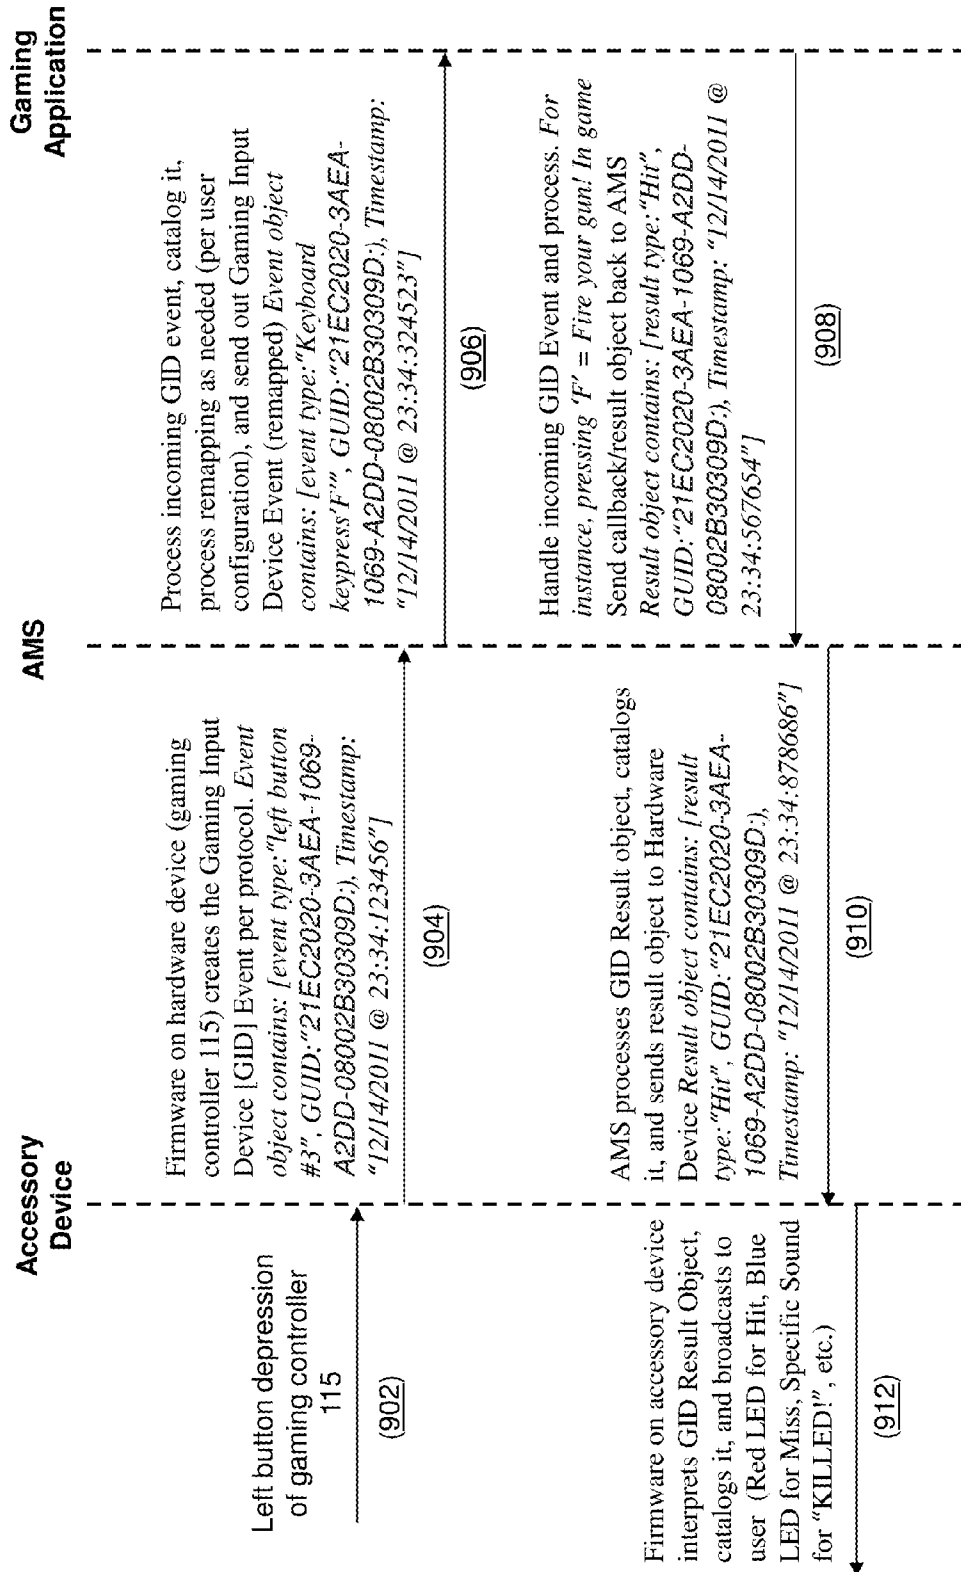 Accessory
Device
AMS
Gaming
Application
Left button depression
of gaming controller
115
(902)
Firmware on hardware device (gaming
controller 115) creates the Gaming Input
Device [GID] Event per protocol. Event
object contains: [event type:"left button
#3", GUID:"21EC2020-3AEA-1069-
A2DD-08002B30309D:), Timestamp:
"12/14/2011 @ 23:34:123456"]
(904)
Process incoming GID event, catalog it,
process remapping as needed (per user
configuration), and send out Gaming Input
Device Event (remapped) Event object
contains: [event type:"Keyboard
keypress'F'", GUID:"21EC2020-3AEA-
1069-A2DD-08002B30309D:), Timestamp:
"12/14/2011 @ 23:34:324523"]
(906)
Handle incoming GID Event and process. For
instance, pressing 'F' = Fire your gun! In game
Send callback/result object back to AMS
Result object contains: [result type:"Hit",
GUID:"21EC2020-3AEA-1069-A2DD-
08002B30309D:), Timestamp: "12/14/2011 @
23:34:567654"]
(908)
AMS processes GID Result object, catalogs
it, and sends result object to Hardware
Device Result object contains: [result
type:"Hit", GUID:"21EC2020-3AEA-
1069-A2DD-08002B30309D:),
Timestamp: "12/14/2011 @ 23:34:878686"]
(910)
Firmware on accessory device
interprets GID Result Object,
catalogs it, and broadcasts to
user (Red LED for Hit, Blue
LED for Miss, Specific Sound
for "KILLED!", etc.)
(912)